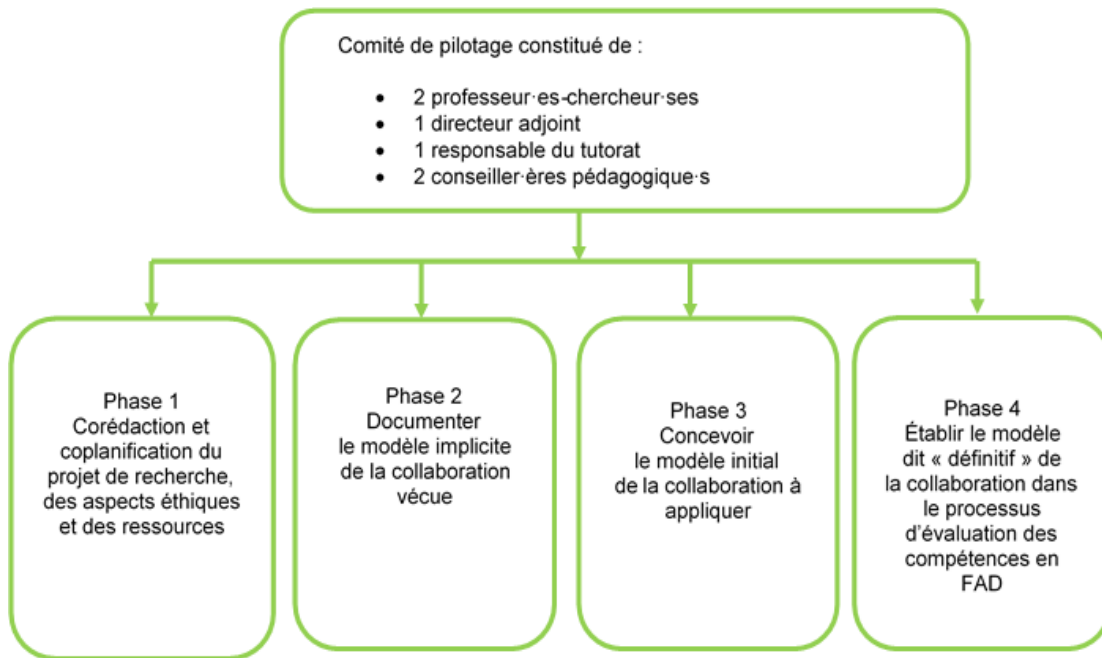 Comité de pilotage constitué de :
• 2 professeur·es-chercheur·ses
• 1 directeur adjoint
• 1 responsable du tutorat
• 2 conseiller·ères pédagogique·s
Phase 1
Corédaction et
coplanification du
projet de recherche,
des aspects éthiques
et des ressources
Phase 2
Documenter
le modèle implicite
de la collaboration
vécue
Phase 3
Concevoir
le modèle initial
de la collaboration à
appliquer
Phase 4
Établir le modèle
dit « définitif » de
la collaboration dans
le processus
d'évaluation des
compétences en
FAD